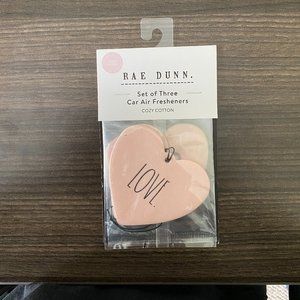 RAE DUNN.
Set of Three
Car Air Fresheners
COZY COTTON
LOVE.